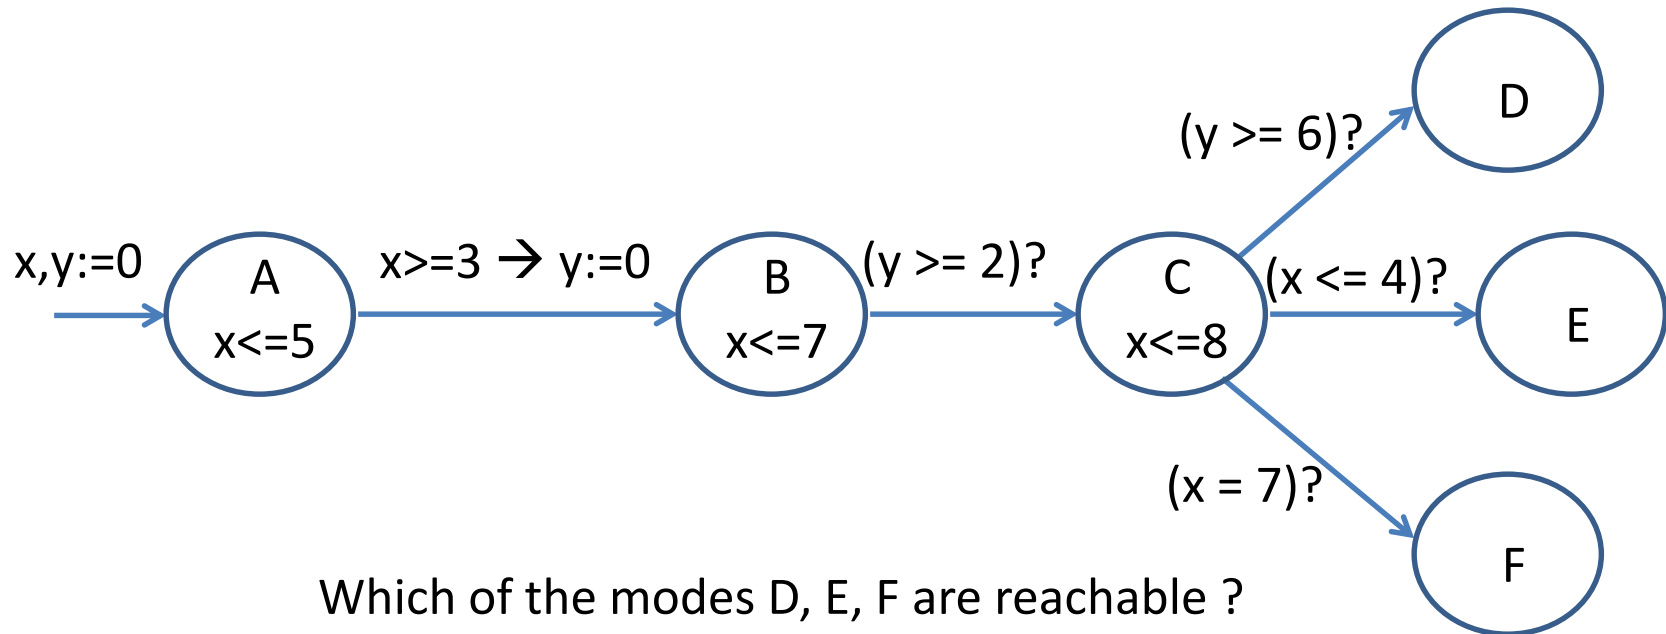 D
(y >= 6)?
x,y:=0
A
x<=5
x>=3 → y:=0
B
x<=7
(y >= 2)?
C
x<=8
(x <= 4)?
E
(x = 7)?
F
Which of the modes D, E, F are reachable ?